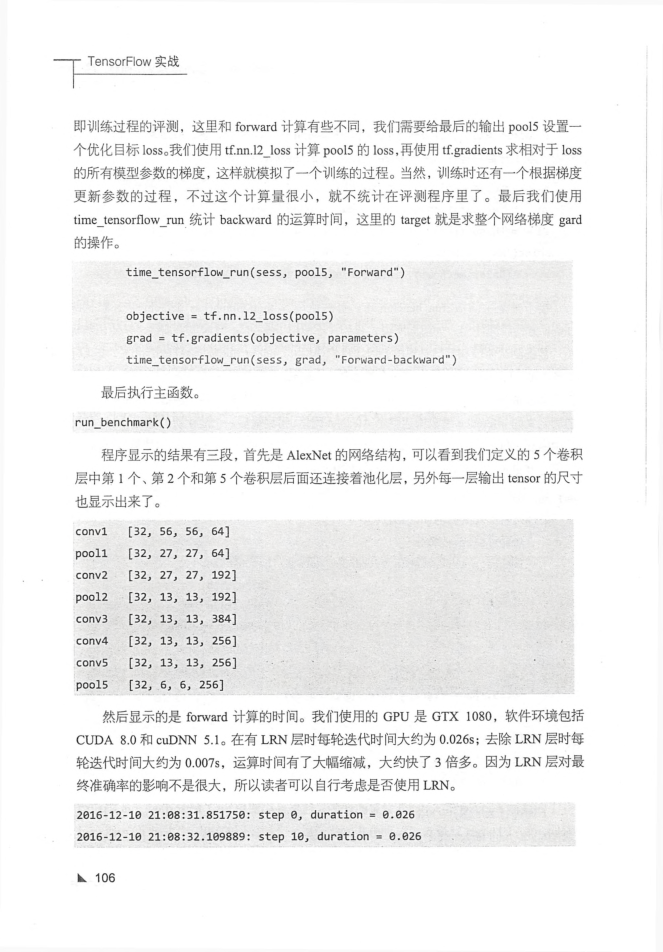 TensorFlow 实战
即训练过程的评测，这里和 forward 计算有些不同，我们需要给最后的输出 pool5 设置一
个优化目标 loss。我们使用 tf.nn.l2_loss 计算 pool5 的 loss，再使用 tf.gradients 求相对于 loss
的所有模型参数的梯度，这样就模拟了一个训练的过程。当然，训练时还有一个根据梯度
更新参数的过程，不过这个计算量很小，就不统计在评测程序里了。最后我们使用
time_tensorflow_run 统计 backward 的运算时间，这里的 target 就是求整个网络梯度 gard
的操作。
time_tensorflow_run(sess, pool5, "Forward")
objective = tf.nn.l2_loss(pool5)
grad = tf.gradients(objective, parameters)
time_tensorflow_run(sess, grad, "Forward-backward")
最后执行主函数。
run_benchmark()
程序显示的结果有三段，首先是 AlexNet 的网络结构，可以看到我们定义的 5 个卷积
层中第 1 个、第 2 个和第 5 个卷积层后面还连接着池化层，另外每一层输出 tensor 的尺寸
也显示出来了。
conv1 [32, 56, 56, 64]
pool1 [32, 27, 27, 64]
conv2 [32, 27, 27, 192]
pool2 [32, 13, 13, 192]
conv3 [32, 13, 13, 384]
conv4 [32, 13, 13, 256]
conv5 [32, 13, 13, 256]
pool5 [32, 6, 6, 256]
然后显示的是 forward 计算的时间。我们使用的 GPU 是 GTX 1080，软件环境包括
CUDA 8.0 和 cuDNN 5.1。在有 LRN 层时每轮迭代时间大约为 0.026s；去除 LRN 层时每
轮迭代时间大约为 0.007s，运算时间有了大幅缩减，大约快了 3 倍多。因为 LRN 层对最
终准确率的影响不是很大，所以读者可以自行考虑是否使用 LRN。
2016-12-10 21:08:31.851750: step 0, duration = 0.026
2016-12-10 21:08:32.109889: step 10, duration = 0.026
106